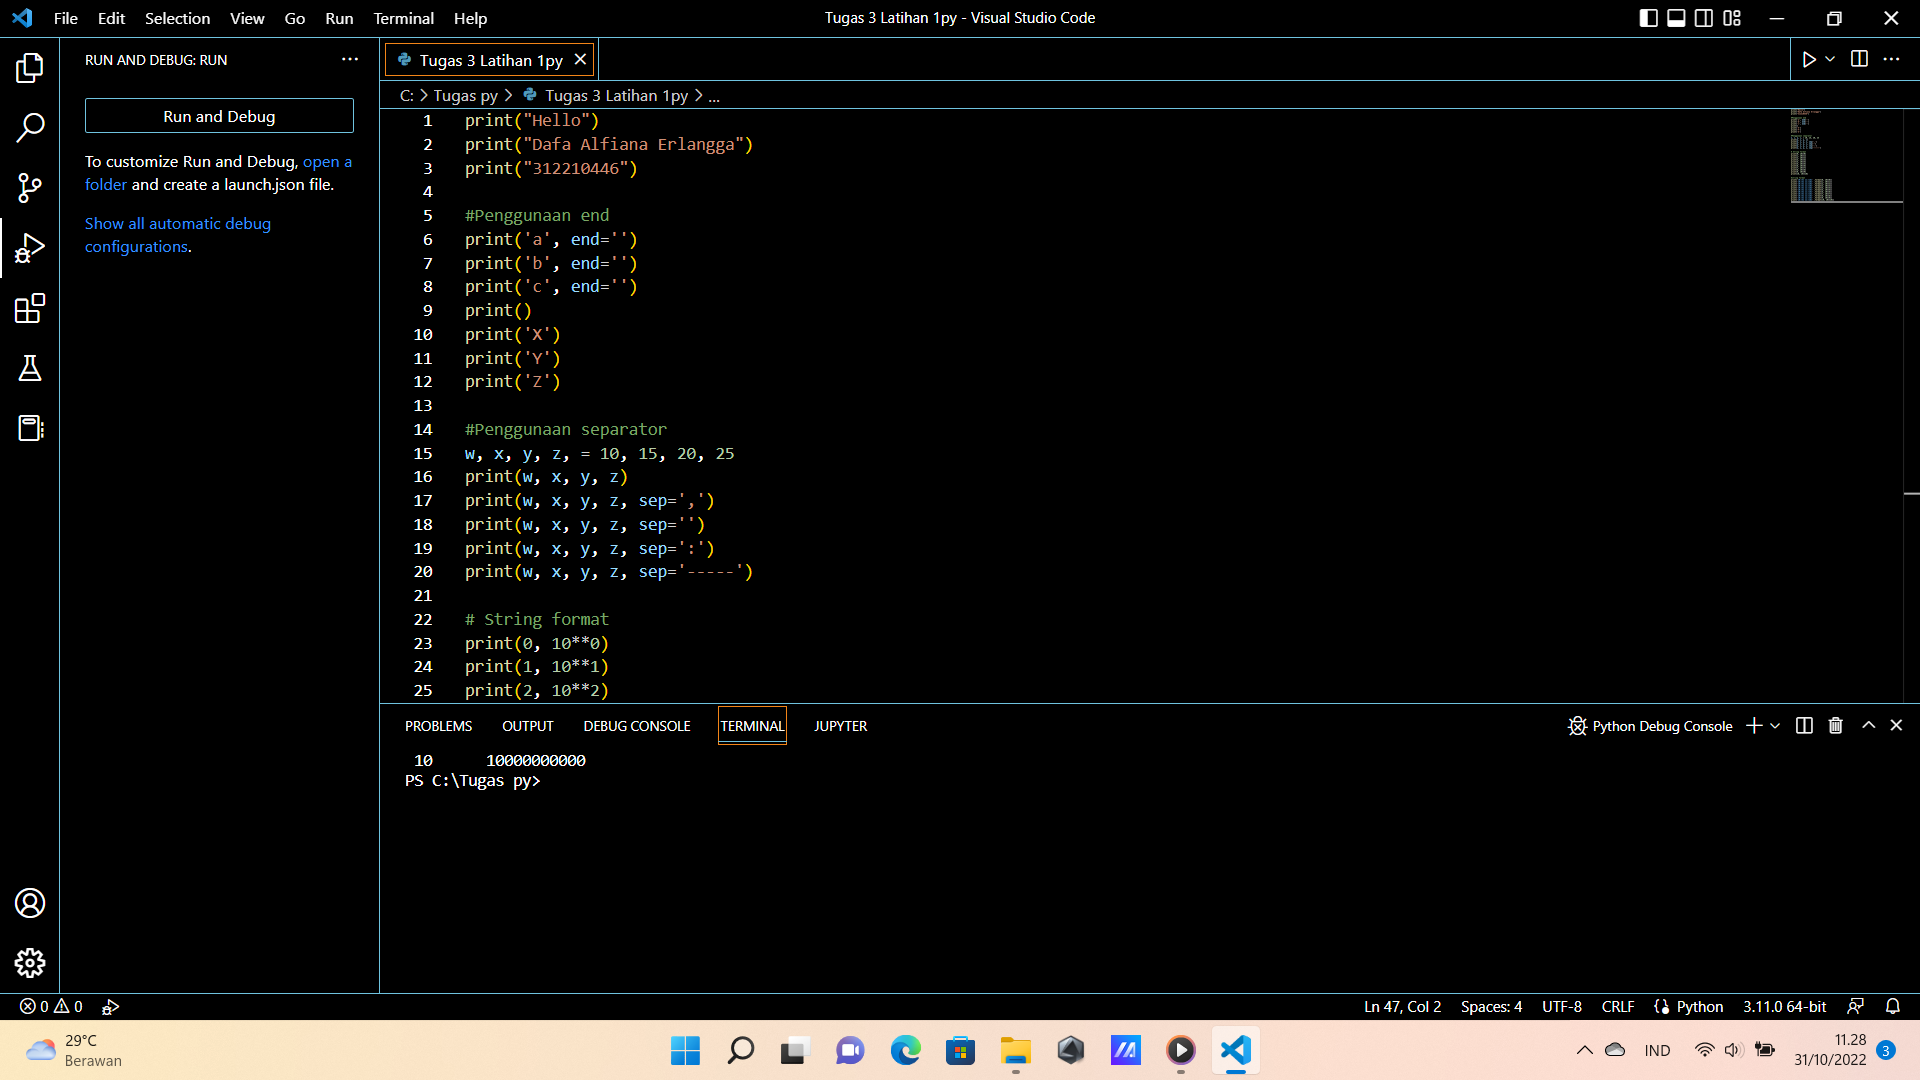 File Edit Selection View Go Run Terminal Help
Tugas 3 Latihan 1py - Visual Studio Code
RUN AND DEBUG: RUN
Run and Debug
To customize Run and Debug, open a
folder and create a launch.json file.
Show all automatic debug
configurations.
Tugas 3 Latihan 1py
C: > Tugas py > Tugas 3 Latihan 1py > ...
1 print("Hello")
2 print("Dafa Alfiana Erlangga")
3 print("312210446")
4
5 #Penggunaan end
6 print('a', end='')
7 print('b', end='')
8 print('c', end='')
9 print()
10 print('X')
11 print('Y')
12 print('Z')
13
14 #Penggunaan separator
15 w, x, y, z, = 10, 15, 20, 25
16 print(w, x, y, z)
17 print(w, x, y, z, sep=',')
18 print(w, x, y, z, sep='')
19 print(w, x, y, z, sep=':')
20 print(w, x, y, z, sep='-----')
21
22 # String format
23 print(0, 10**0)
24 print(1, 10**1)
25 print(2, 10**2)
PROBLEMS OUTPUT DEBUG CONSOLE TERMINAL JUPYTER
Python Debug Console
10 10000000000
PS C:\Tugas py>
0 0
Ln 47, Col 2 Spaces: 4 UTF-8 CRLF Python 3.11.0 64-bit
29°C
Berawan
IND
11.28
31/10/2022
3